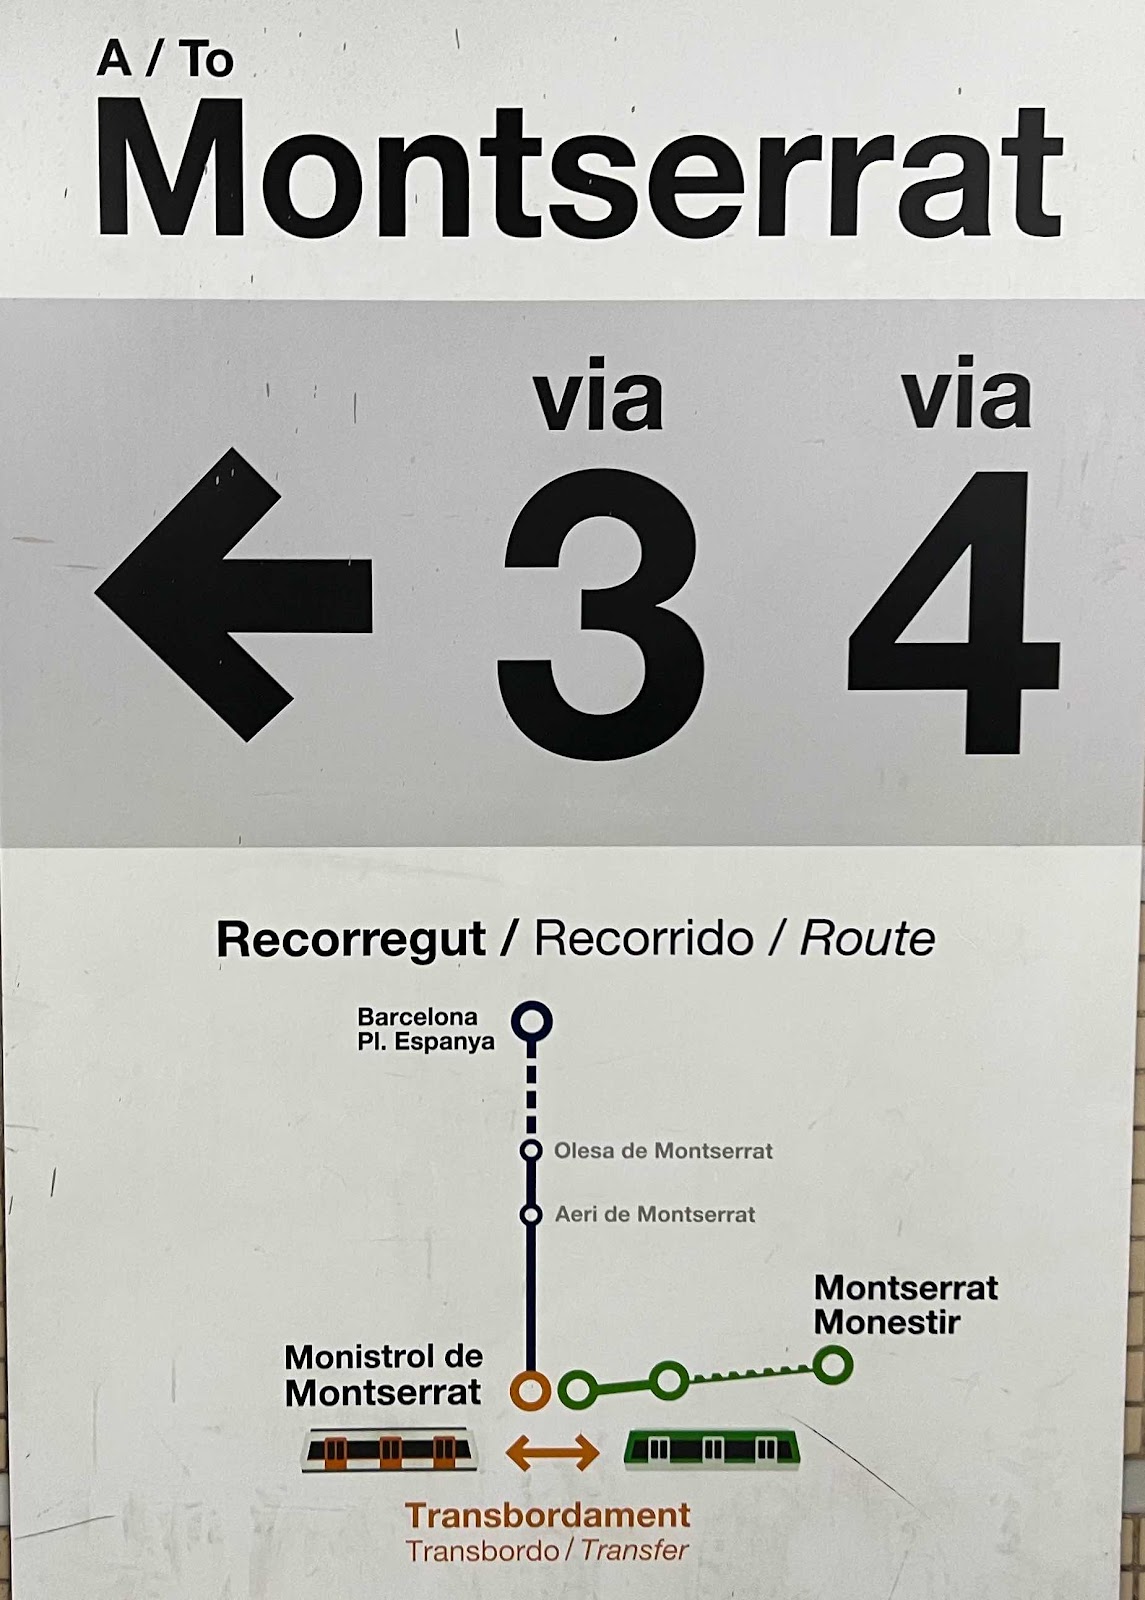 A / To
Montserrat
via via
3 4
Recorregut / Recorrido / Route
Barcelona
Pl. Espanya
Olesa de Montserrat
Aeri de Montserrat
Montserrat
Monestir
Monistrol de
Montserrat
Transbordament
Transbordo / Transfer